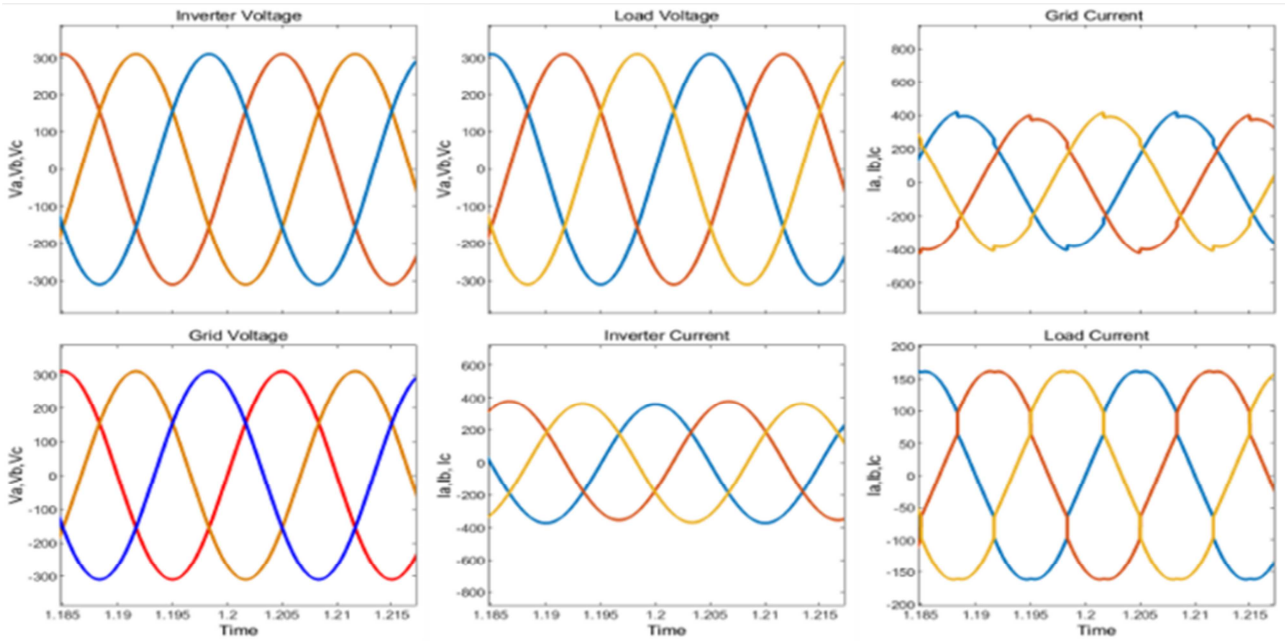 Inverter Voltage
300
200
100
0
-100
-200
-300
Va,Vb,Vc
Load Voltage
300
200
100
0
-100
-200
-300
Va,Vb,Vc
Grid Current
800
600
400
200
0
-200
-400
-600
Ia, Ib,Ic
Grid Voltage
300
200
100
0
-100
-200
-300
Va,Vb,Vc
1.185 1.19 1.195 1.2 1.205 1.21 1.215
Time
Inverter Current
600
400
200
0
-200
-400
-600
-800
Ia,Ib, Ic
1.185 1.19 1.195 1.2 1.205 1.21 1.215
Time
Load Current
200
150
100
50
0
-50
-100
-150
-200
Ia,Ib,Ic
1.185 1.19 1.195 1.2 1.205 1.21 1.215
Time